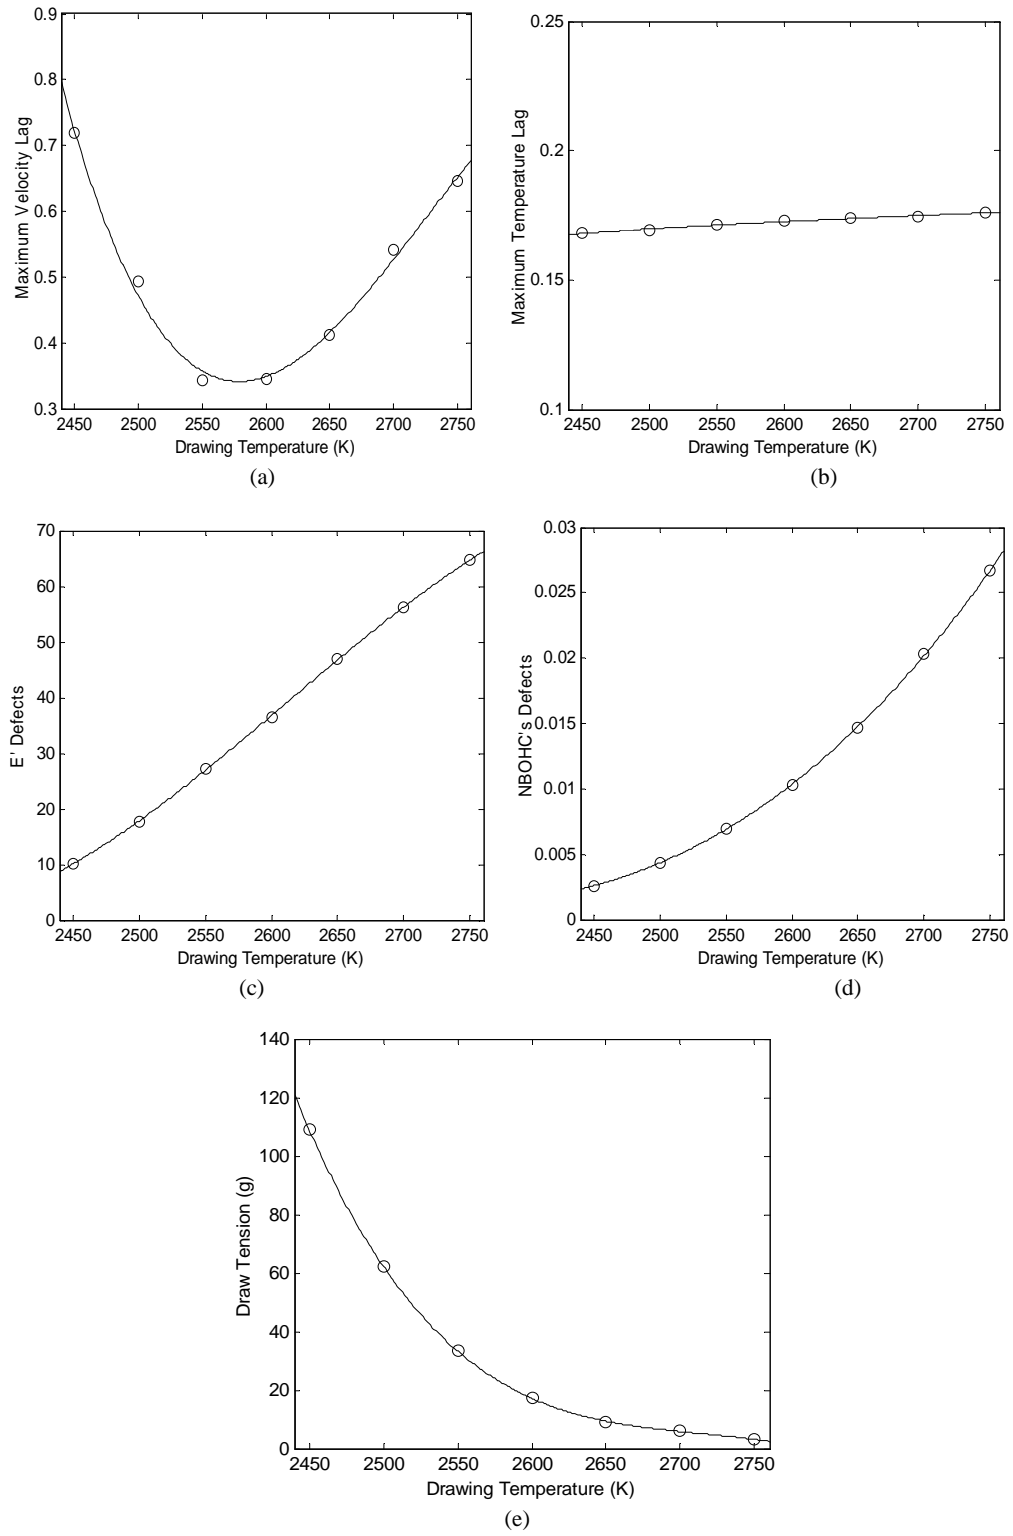 0.9
0.8
0.7
0.6
0.5
0.4
0.3
Maximum Velocity Lag
2450 2500 2550 2600 2650 2700 2750
Drawing Temperature (K)
(a)
0.25
0.2
0.15
0.1
Maximum Temperature Lag
2450 2500 2550 2600 2650 2700 2750
Drawing Temperature (K)
(b)
70
60
50
40
30
20
10
0
E' Defects
2450 2500 2550 2600 2650 2700 2750
Drawing Temperature (K)
(c)
0.03
0.025
0.02
0.015
0.01
0.005
0
NBOHC's Defects
2450 2500 2550 2600 2650 2700 2750
Drawing Temperature (K)
(d)
140
120
100
80
60
40
20
0
Draw Tension (g)
2450 2500 2550 2600 2650 2700 2750
Drawing Temperature (K)
(e)